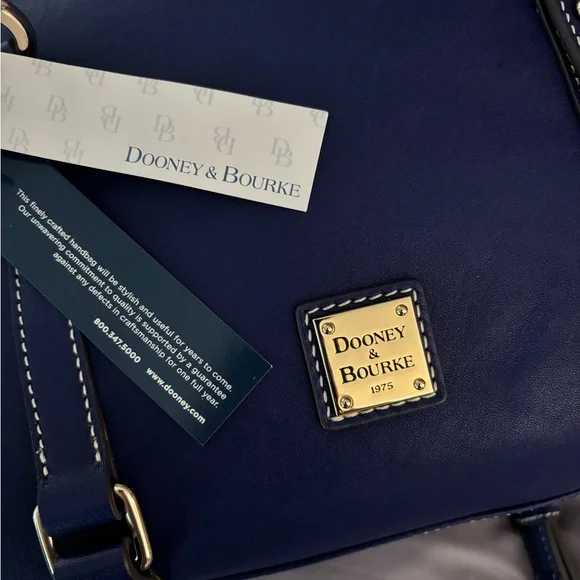 DOONEY & BOURKE
This finely crafted handbag will be stylish and useful for years to come.
Our unwavering commitment to quality is supported by a guarantee
against any defects in craftsmanship for one full year.
800.347.5000
www.dooney.com
DOONEY
&
BOURKE
1975